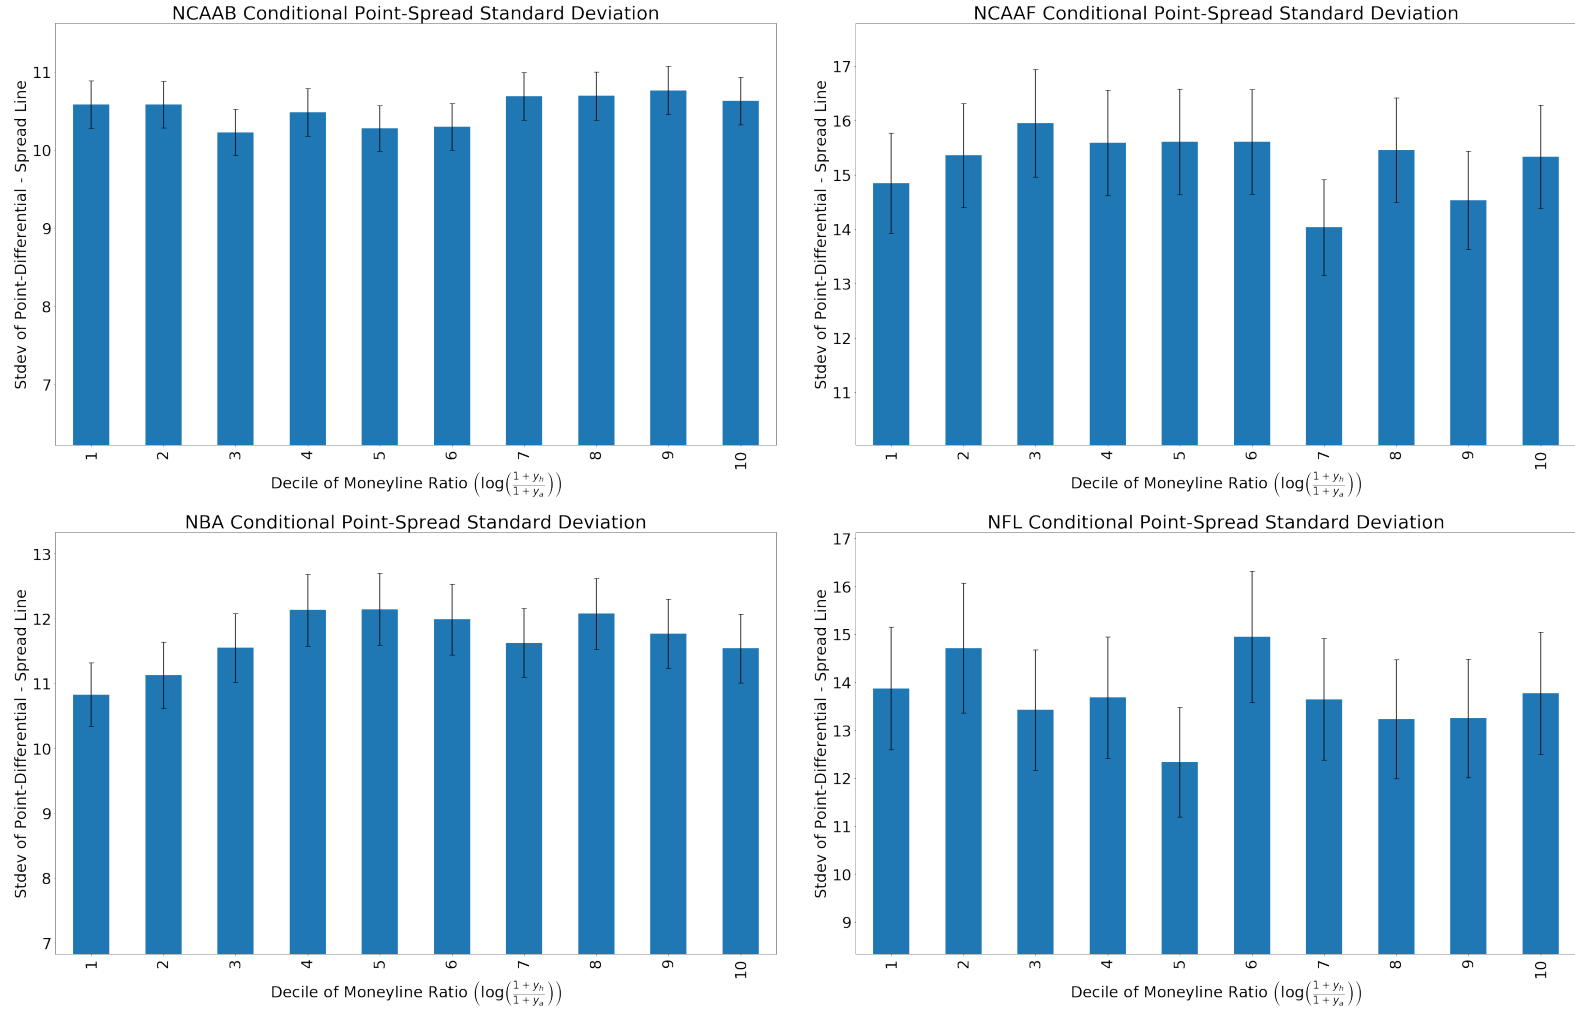 NCAAB Conditional Point-Spread Standard Deviation
Stdev of Point-Differential - Spread Line
11
10
9
8
7
1 2 3 4 5 6 7 8 9 10
Decile of Moneyline Ratio (log((1 + y_h)/(1 + y_a)))
NCAAF Conditional Point-Spread Standard Deviation
Stdev of Point-Differential - Spread Line
17
16
15
14
13
12
11
1 2 3 4 5 6 7 8 9 10
Decile of Moneyline Ratio (log((1 + y_h)/(1 + y_a)))
NBA Conditional Point-Spread Standard Deviation
Stdev of Point-Differential - Spread Line
13
12
11
10
9
8
7
1 2 3 4 5 6 7 8 9 10
Decile of Moneyline Ratio (log((1 + y_h)/(1 + y_a)))
NFL Conditional Point-Spread Standard Deviation
Stdev of Point-Differential - Spread Line
17
16
15
14
13
12
11
10
9
1 2 3 4 5 6 7 8 9 10
Decile of Moneyline Ratio (log((1 + y_h)/(1 + y_a)))